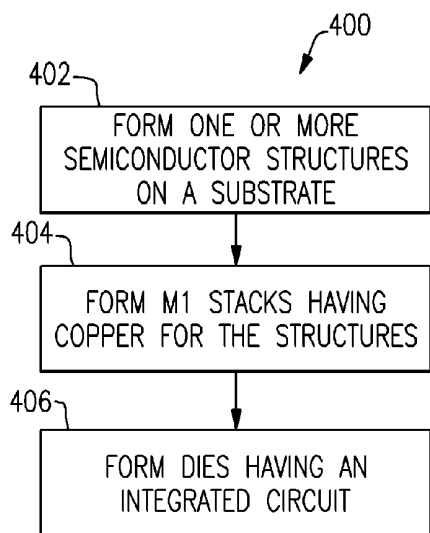 400
402
FORM ONE OR MORE
SEMICONDUCTOR STRUCTURES
ON A SUBSTRATE
404
FORM M1 STACKS HAVING
COPPER FOR THE STRUCTURES
406
FORM DIES HAVING AN
INTEGRATED CIRCUIT